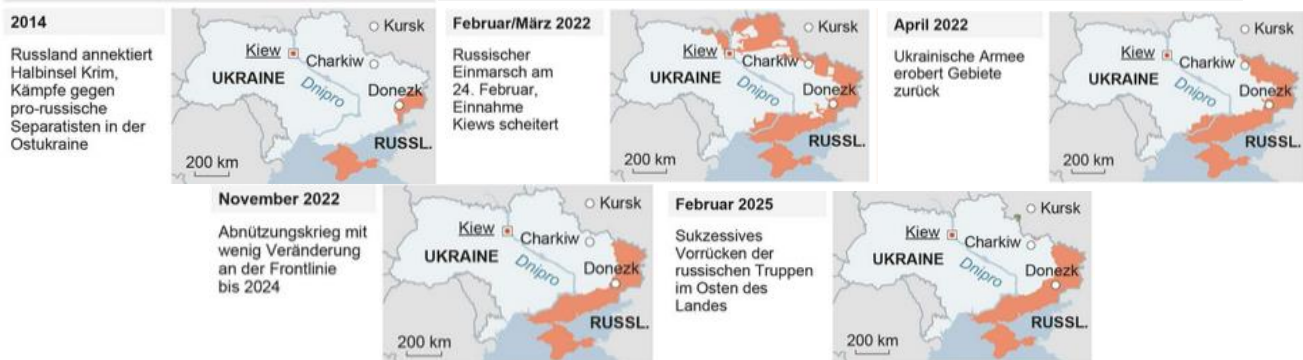 2014
Russland annektiert
Halbinsel Krim,
Kämpfe gegen
pro-russische
Separatisten in der
Ostukraine
Kursk
Kiew
Charkiw
UKRAINE
Dnipro
Donezk
RUSSL.
200 km
Februar/März 2022
Russischer
Einmarsch am
24. Februar,
Einnahme
Kiews scheitert
Kursk
Kiew
Charkiw
UKRAINE
Dnipro
Donezk
RUSSL.
200 km
April 2022
Ukrainische Armee
erobert Gebiete
zurück
Kursk
Kiew
Charkiw
UKRAINE
Dnipro
Donezk
RUSSL.
200 km
November 2022
Abnützungskrieg mit
wenig Veränderung
an der Frontlinie
bis 2024
Kursk
Kiew
Charkiw
UKRAINE
Dnipro
Donezk
RUSSL.
200 km
Februar 2025
Sukzessives
Vorrücken der
russischen Truppen
im Osten des
Landes
Kursk
Kiew
Charkiw
UKRAINE
Dnipro
Donezk
RUSSL.
200 km